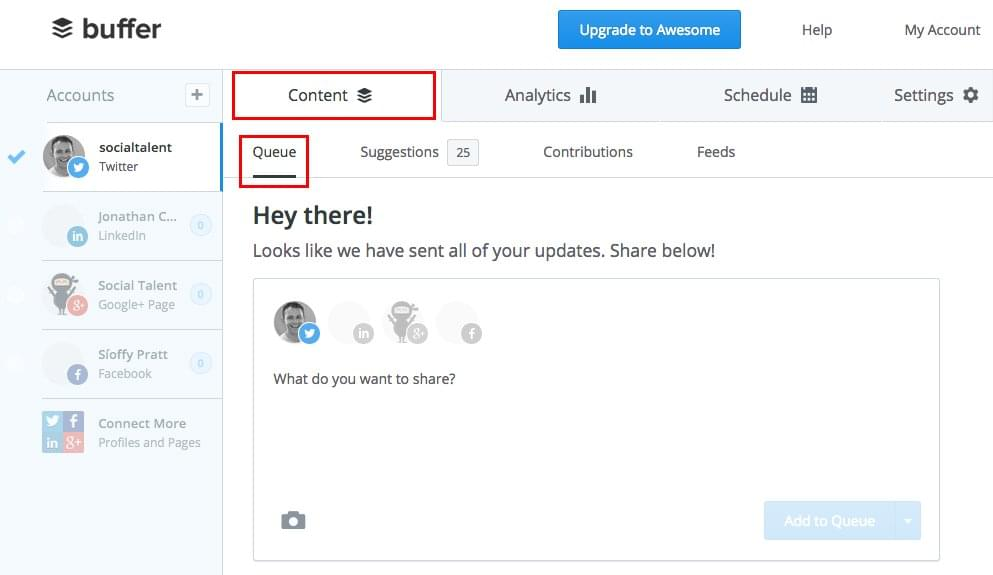 buffer
Upgrade to Awesome
Help
My Account
Accounts
+
Content
Analytics
Schedule
Settings
socialtalent
Twitter
Queue
Suggestions 25
Contributions
Feeds
Jonathan C...
LinkedIn
0
Social Talent
Google+ Page
0
Síoffy Pratt
Facebook
0
Connect More
Profiles and Pages
Hey there!
Looks like we have sent all of your updates. Share below!
What do you want to share?
Add to Queue